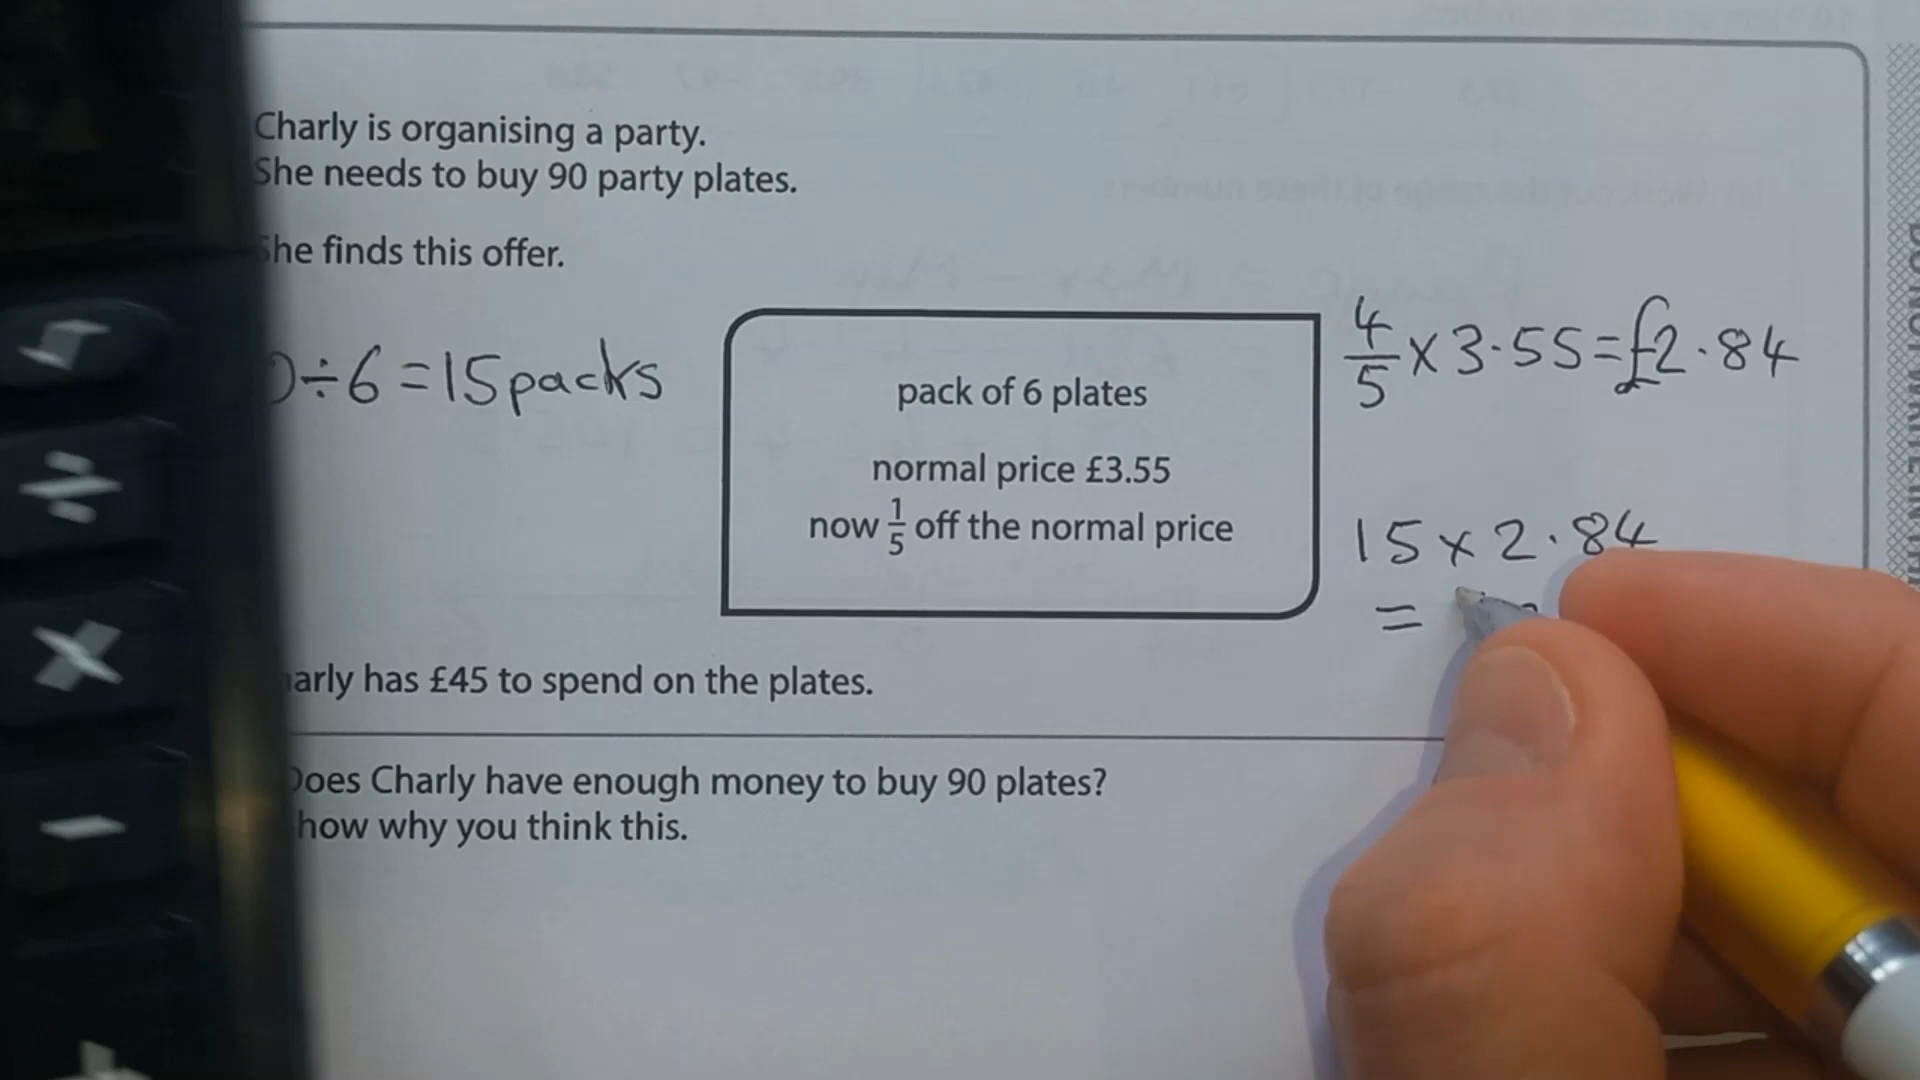 Charly is organising a party.
She needs to buy 90 party plates.
She finds this offer.
÷6=15packs
pack of 6 plates
normal price £3.55
now 1/5 off the normal price
4/5×3·55=£2·84
15×2·84
=
arly has £45 to spend on the plates.
Does Charly have enough money to buy 90 plates?
how why you think this.